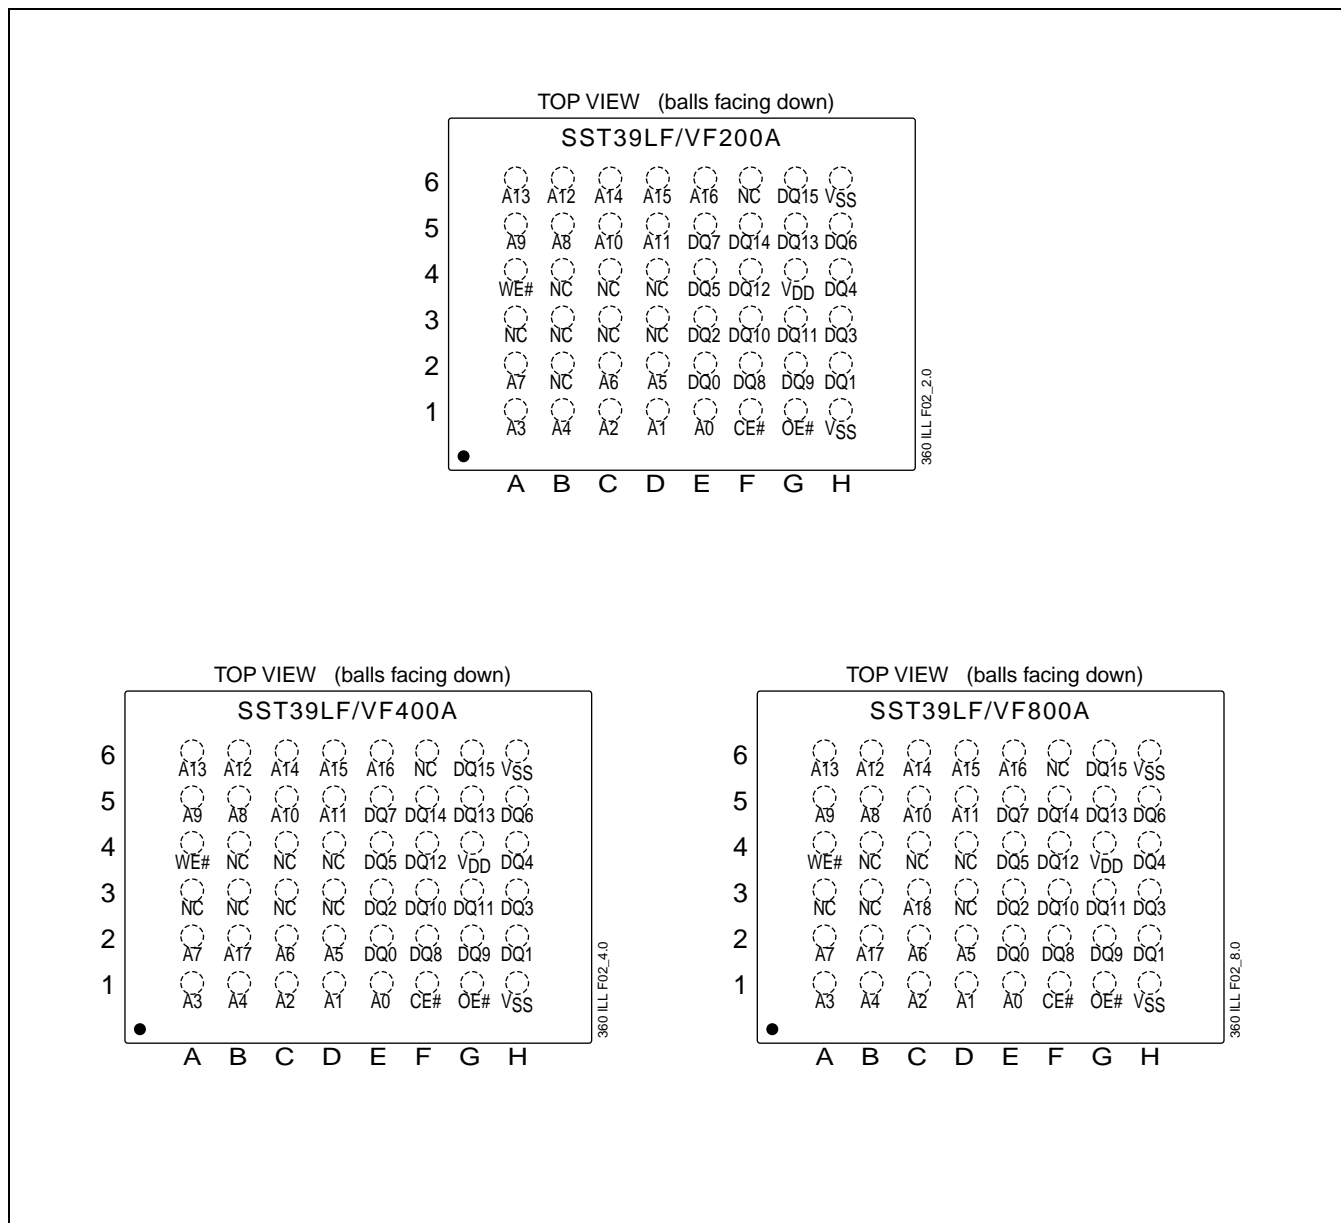 TOP VIEW (balls facing down)
SST39LF/VF200A
6 A13 A12 A14 A15 A16 NC DQ15 VSS
5 A9 A8 A10 A11 DQ7 DQ14 DQ13 DQ6
4 WE# NC NC NC DQ5 DQ12 VDD DQ4
3 NC NC NC NC DQ2 DQ10 DQ11 DQ3
2 A7 NC A6 A5 DQ0 DQ8 DQ9 DQ1
1 A3 A4 A2 A1 A0 CE# OE# VSS
A B C D E F G H
360 ILL F02_2.0
TOP VIEW (balls facing down)
SST39LF/VF400A
6 A13 A12 A14 A15 A16 NC DQ15 VSS
5 A9 A8 A10 A11 DQ7 DQ14 DQ13 DQ6
4 WE# NC NC NC DQ5 DQ12 VDD DQ4
3 NC NC NC NC DQ2 DQ10 DQ11 DQ3
2 A7 A17 A6 A5 DQ0 DQ8 DQ9 DQ1
1 A3 A4 A2 A1 A0 CE# OE# VSS
A B C D E F G H
360 ILL F02_4.0
TOP VIEW (balls facing down)
SST39LF/VF800A
6 A13 A12 A14 A15 A16 NC DQ15 VSS
5 A9 A8 A10 A11 DQ7 DQ14 DQ13 DQ6
4 WE# NC NC NC DQ5 DQ12 VDD DQ4
3 NC NC A18 NC DQ2 DQ10 DQ11 DQ3
2 A7 A17 A6 A5 DQ0 DQ8 DQ9 DQ1
1 A3 A4 A2 A1 A0 CE# OE# VSS
A B C D E F G H
360 ILL F02_8.0